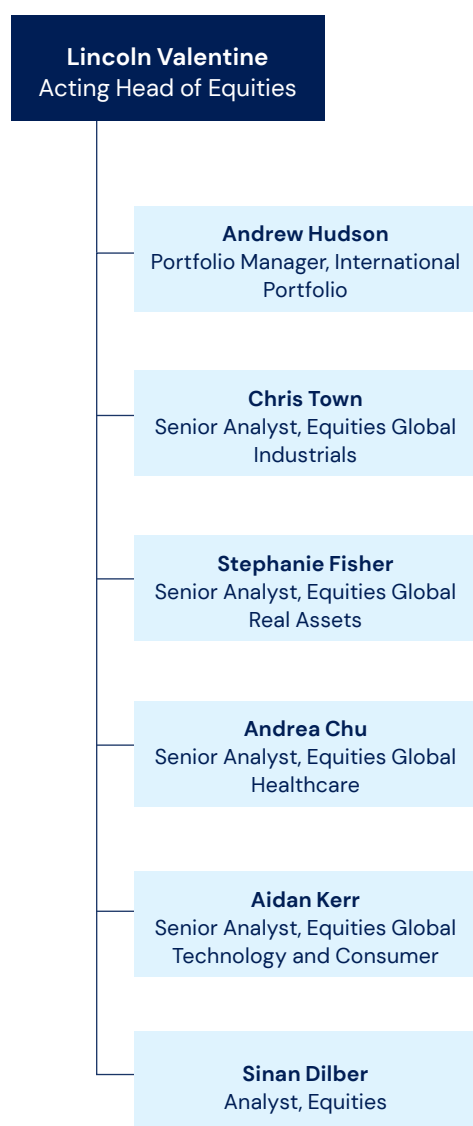 Lincoln Valentine
Acting Head of Equities
Andrew Hudson
Portfolio Manager, International
Portfolio
Chris Town
Senior Analyst, Equities Global
Industrials
Stephanie Fisher
Senior Analyst, Equities Global
Real Assets
Andrea Chu
Senior Analyst, Equities Global
Healthcare
Aidan Kerr
Senior Analyst, Equities Global
Technology and Consumer
Sinan Dilber
Analyst, Equities